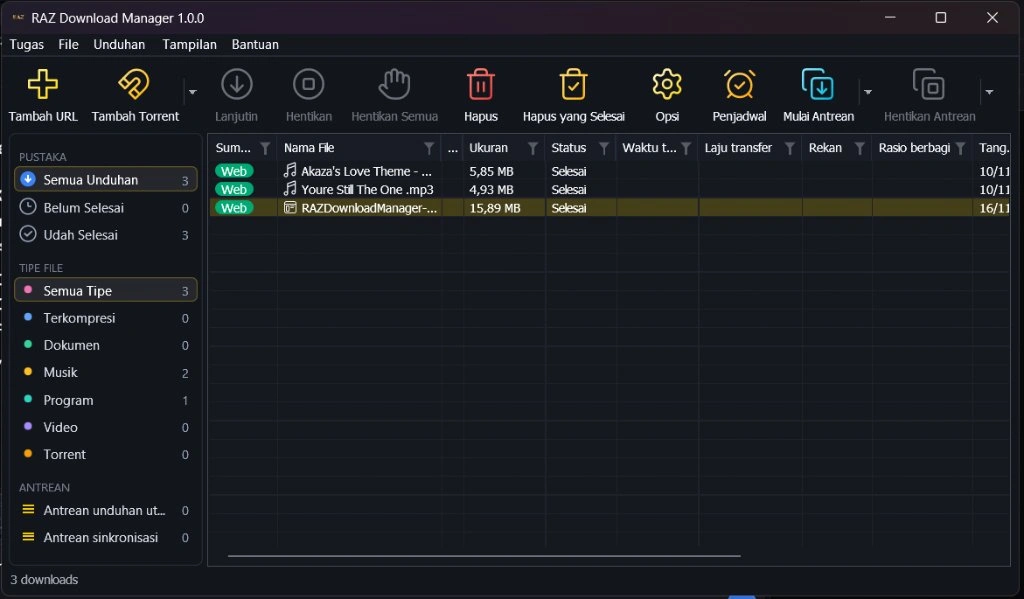 RAZ RAZ Download Manager 1.0.0
Tugas File Unduhan Tampilan Bantuan
Tambah URL Tambah Torrent Lanjutin Hentikan Hentikan Semua Hapus Hapus yang Selesai Opsi Penjadwal Mulai Antrean Hentikan Antrean
PUSTAKA
Semua Unduhan 3
Belum Selesai 0
Udah Selesai 3
TIPE FILE
Semua Tipe 3
Terkompresi 0
Dokumen 0
Musik 2
Program 1
Video 0
Torrent 0
ANTREAN
Antrean unduhan ut... 0
Antrean sinkronisasi 0
Sum... Nama File ... Ukuran Status Waktu t... Laju transfer Rekan Rasio berbagi Tang.
Web Akaza's Love Theme - ... 5,85 MB Selesai 10/11
Web Youre Still The One .mp3 4,93 MB Selesai 10/11
Web RAZDownloadManager-... 15,89 MB Selesai 16/11
3 downloads